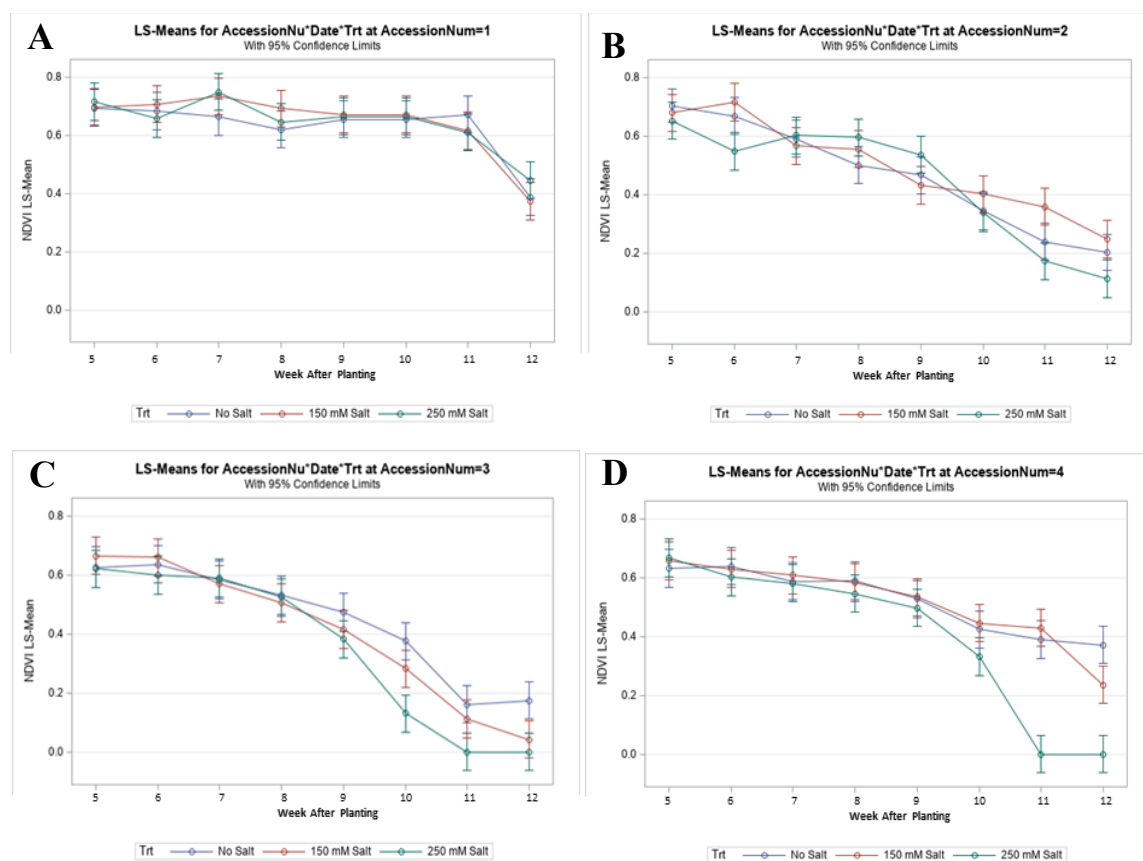 A
LS-Means for AccessionNu*Date*Trt at AccessionNum=1
With 95% Confidence Limits
NDVI LS-Mean
0.8
0.6
0.4
0.2
0.0
5 6 7 8 9 10 11 12
Week After Planting
Trt No Salt 150 mM Salt 250 mM Salt
B
LS-Means for AccessionNu*Date*Trt at AccessionNum=2
With 95% Confidence Limits
NDVI LS-Mean
0.8
0.6
0.4
0.2
0.0
5 6 7 8 9 10 11 12
Week After Planting
Trt No Salt 150 mM Salt 250 mM Salt
C
LS-Means for AccessionNu*Date*Trt at AccessionNum=3
With 95% Confidence Limits
NDVI LS-Mean
0.8
0.6
0.4
0.2
0.0
5 6 7 8 9 10 11 12
Week After Planting
Trt No Salt 150 mM Salt 250 mM Salt
D
LS-Means for AccessionNu*Date*Trt at AccessionNum=4
With 95% Confidence Limits
NDVI LS-Mean
0.8
0.6
0.4
0.2
0.0
5 6 7 8 9 10 11 12
Week After Planting
Trt No Salt 150 mM Salt 250 mM Salt